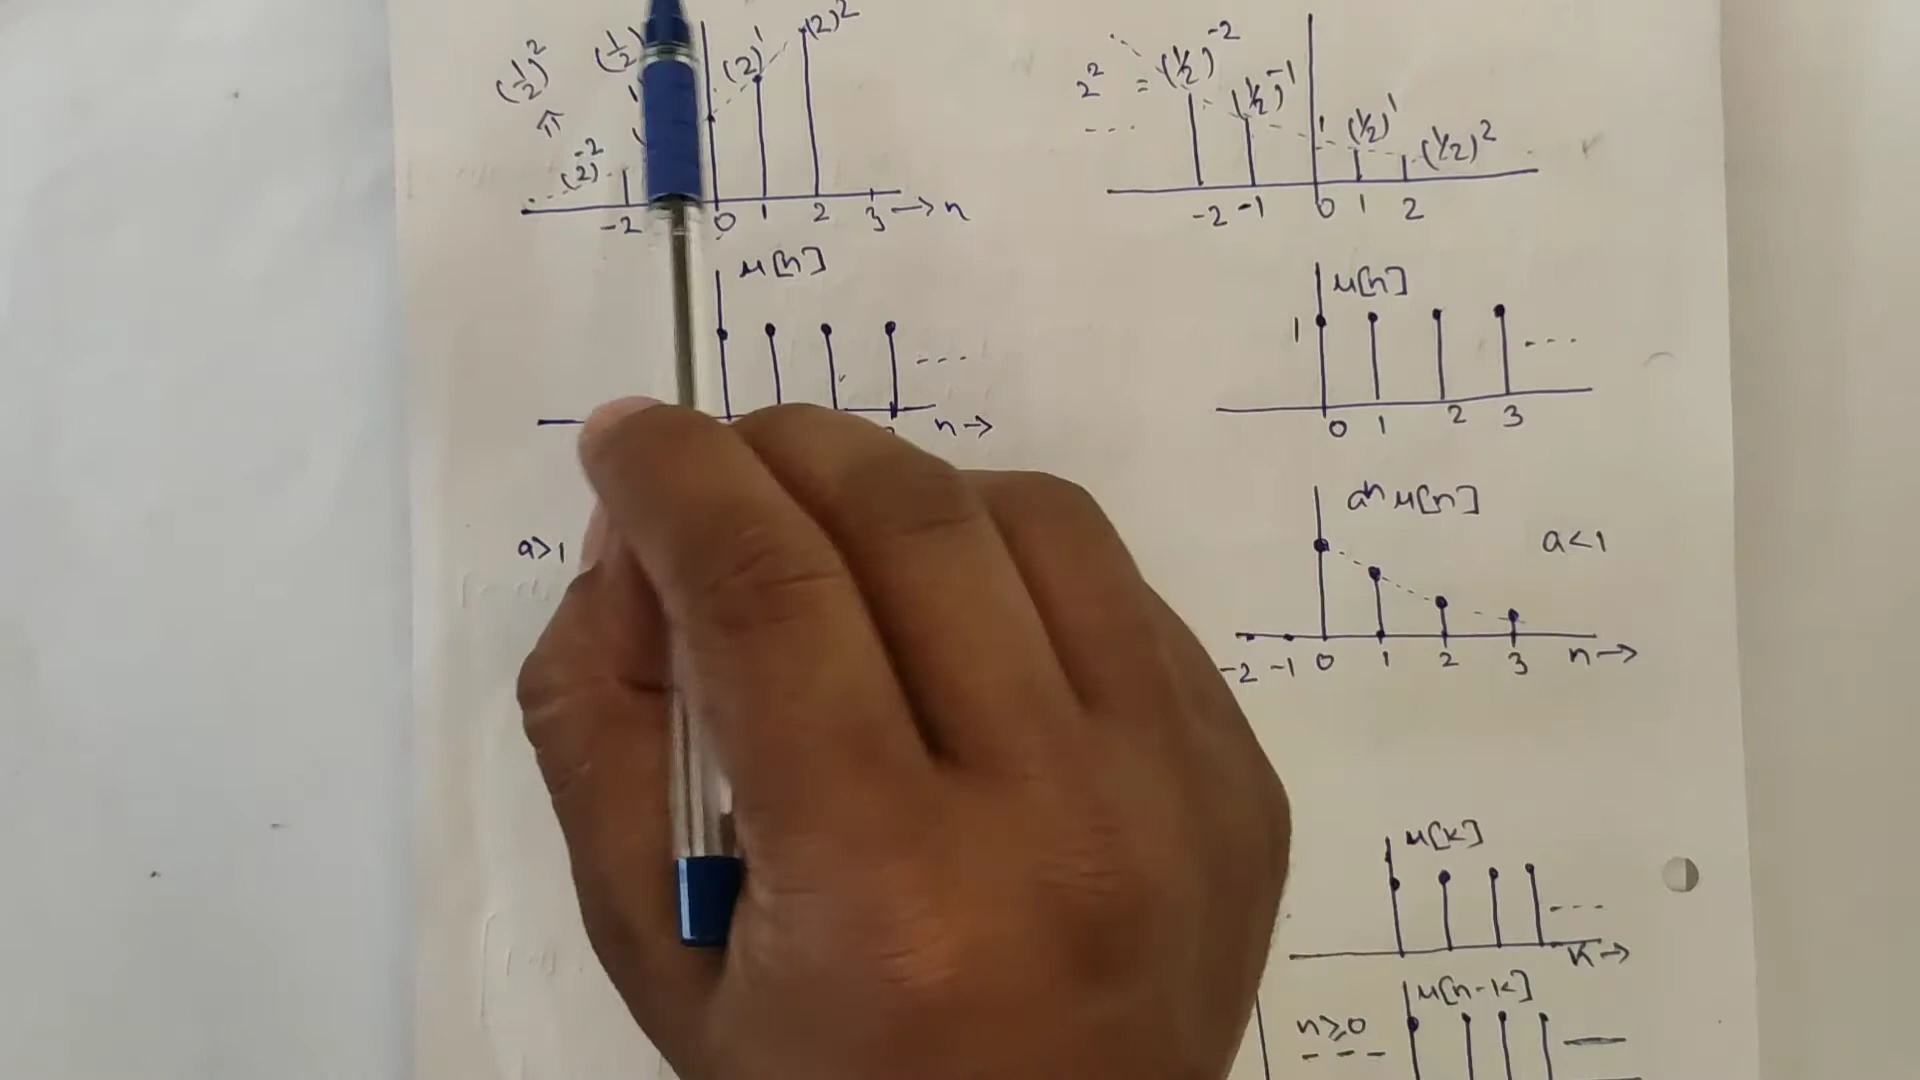 (1/2)² (1/2) (2)¹ (2)²
(2)⁻²
-2 0 1 2 3 → n
2² = (1/2)⁻² (1/2)⁻¹ 1 (1/2)¹ (1/2)²
-2 -1 0 1 2
u[n]
n→
u[n]
1
0 1 2 3
a>1
aⁿ u[n]
a<1
-2 -1 0 1 2 3 n→
u[k]
k→
u[n-k]
n≥0